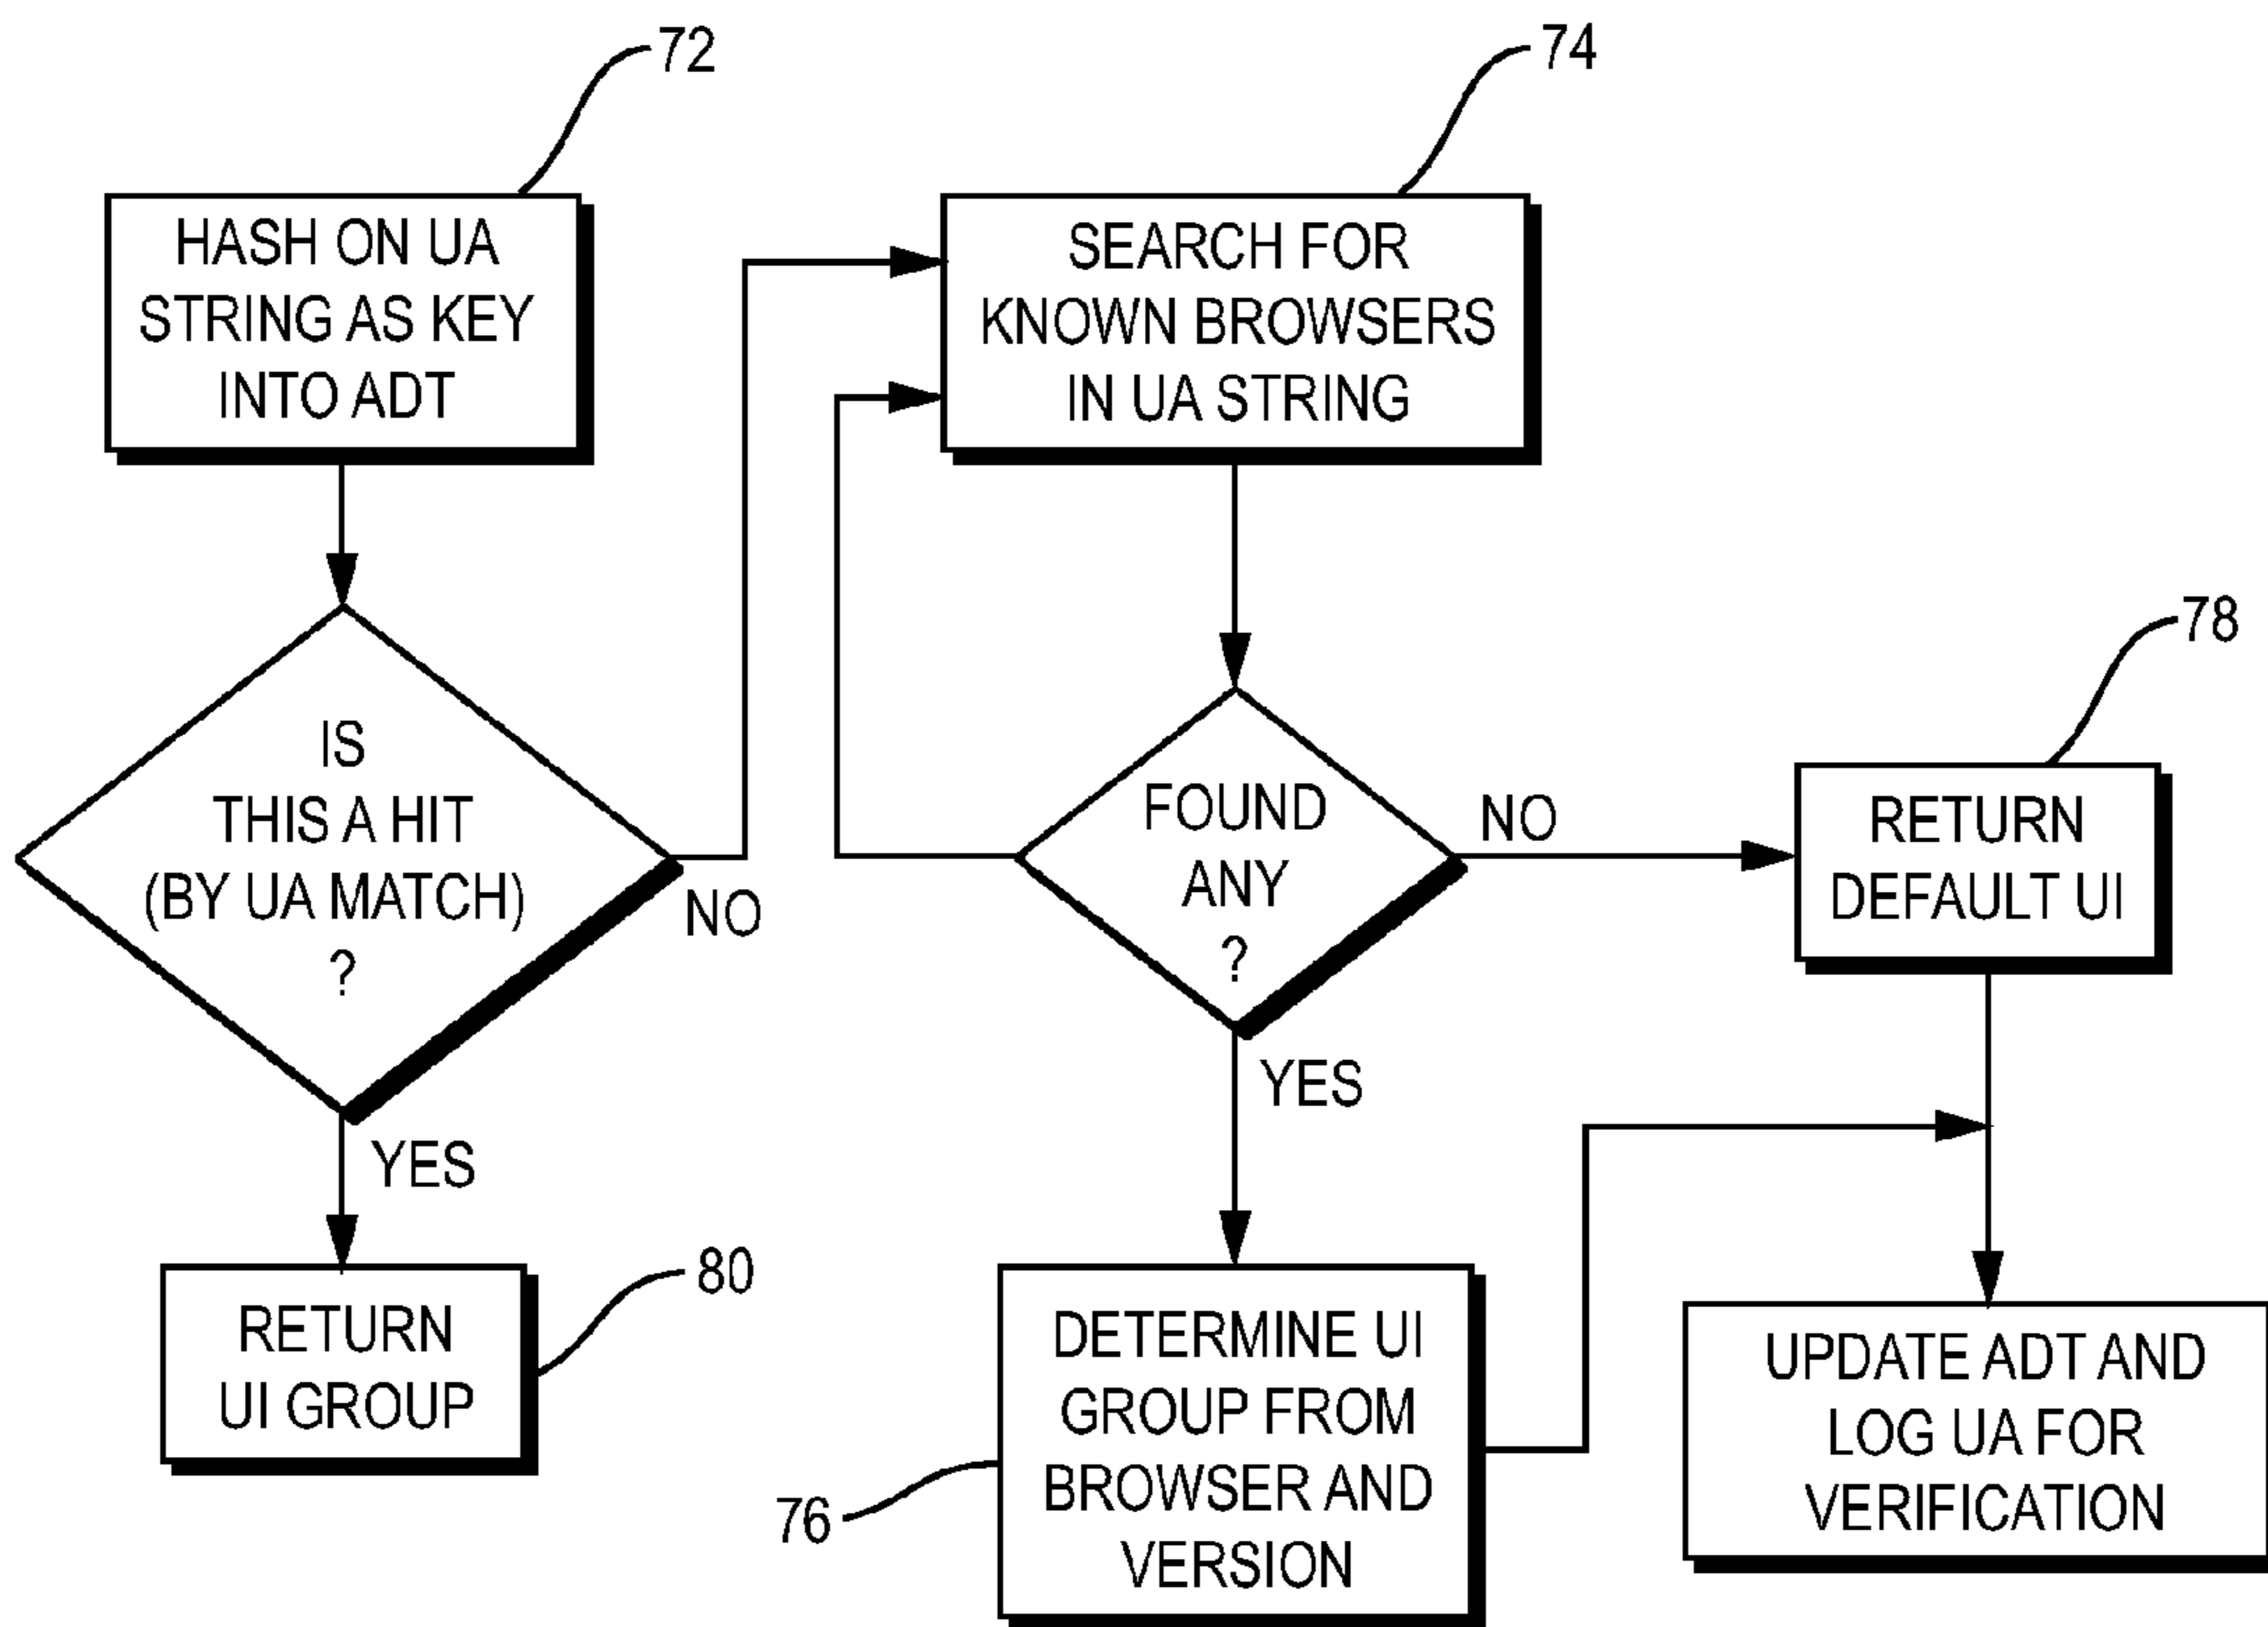 72
HASH ON UA
STRING AS KEY
INTO ADT
IS
THIS A HIT
(BY UA MATCH)
?
NO
YES
RETURN
UI GROUP
80
74
SEARCH FOR
KNOWN BROWSERS
IN UA STRING
FOUND
ANY
?
NO
YES
78
RETURN
DEFAULT UI
76
DETERMINE UI
GROUP FROM
BROWSER AND
VERSION
UPDATE ADT AND
LOG UA FOR
VERIFICATION